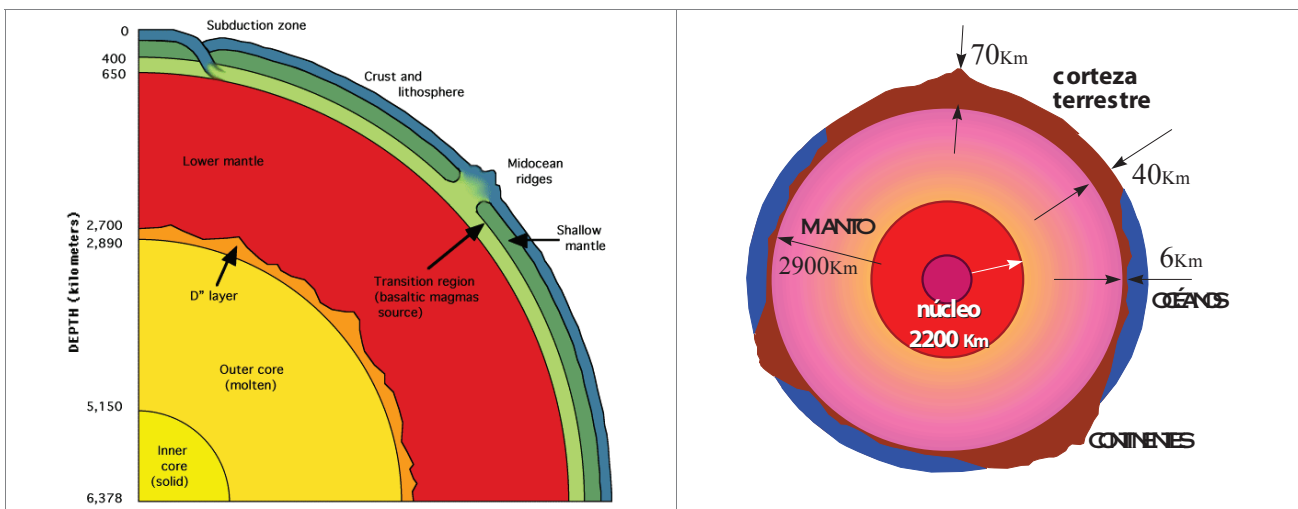 Subduction zone
0
400
650
Crust and
lithosphere
Lower mantle
Midocean
ridges
2,700
2,890
Shallow
mantle
Transition region
(basaltic magmas
source)
D" layer
DEPTH (kilometers)
Outer core
(molten)
5,150
Inner
core
(solid)
6,378
70Km
corteza
terrestre
40Km
MANTO
2900Km
6Km
OCÉANOS
núcleo
2200 Km
CONTINENTES